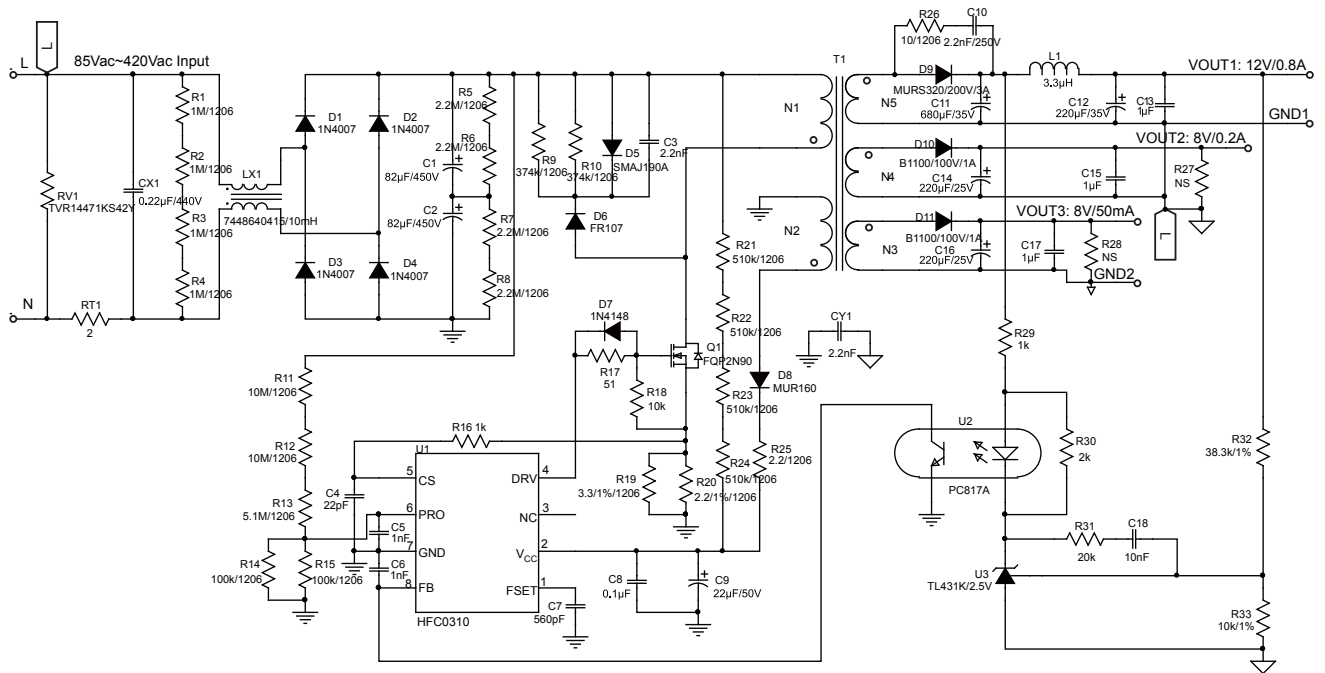 R26
10/1206
C10
2.2nF/250V
L
L
85Vac~420Vac Input
T1
D9
MURS320/200V/3A
L1
3.3µH
VOUT1: 12V/0.8A
R1
1M/1206
R2
1M/1206
R3
1M/1206
R4
1M/1206
D1
1N4007
D2
1N4007
R5
2.2M/1206
R6
2.2M/1206
C1
82µF/450V
C2
82µF/450V
R7
2.2M/1206
R8
2.2M/1206
R9
374k/1206
R10
374k/1206
D5
SMAJ190A
C3
2.2nF
D6
FR107
N1
N5
C11
680µF/35V
C12
220µF/35V
C13
1µF
GND1
D10
B1100/100V/1A
VOUT2: 8V/0.2A
N4
C14
220µF/25V
C15
1µF
R27
NS
RV1
TVR14471KS42Y
CX1
0.22µF/440V
LX1
7448640415/10mH
D3
1N4007
D4
1N4007
N2
N3
D11
B1100/100V/1A
VOUT3: 8V/50mA
C16
220µF/25V
C17
1µF
R28
NS
L
GND2
N
RT1
2
R21
510k/1206
R22
510k/1206
R23
510k/1206
R24
510k/1206
CY1
2.2nF
D7
1N4148
R17
51
R18
10k
Q1
FQP2N90
D8
MUR160
R25
2.2/1206
R29
1k
R11
10M/1206
R12
10M/1206
R13
5.1M/1206
R14
100k/1206
R15
100k/1206
R16 1k
U1
5
CS
6
PRO
7
GND
8
FB
DRV
4
NC
3
VCC
2
FSET
1
HFC0310
C4
22pF
C5
1nF
C6
1nF
C7
560pF
R19
3.3/1%/1206
R20
2.2/1%/1206
C8
0.1µF
C9
22µF/50V
U2
PC817A
R30
2k
R31
20k
C18
10nF
R32
38.3k/1%
U3
TL431K/2.5V
R33
10k/1%